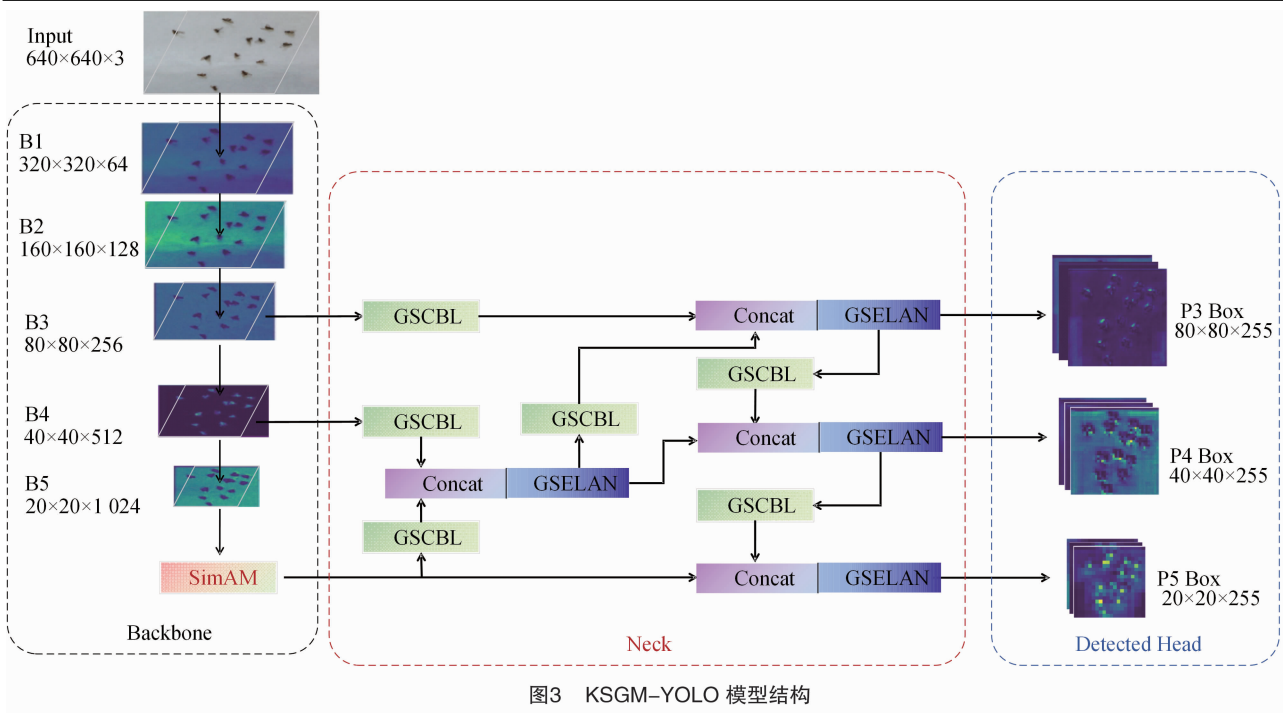 Input
640×640×3
B1
320×320×64
B2
160×160×128
B3
80×80×256
B4
40×40×512
B5
20×20×1 024
SimAM
Backbone
GSCBL
Concat
GSELAN
GSCBL
GSCBL
GSCBL
Concat
GSELAN
Concat
GSELAN
GSCBL
GSCBL
GSCBL
Concat
GSELAN
Neck
P3 Box
80×80×255
P4 Box
40×40×255
P5 Box
20×20×255
Detected Head
图3 KSGM-YOLO 模型结构